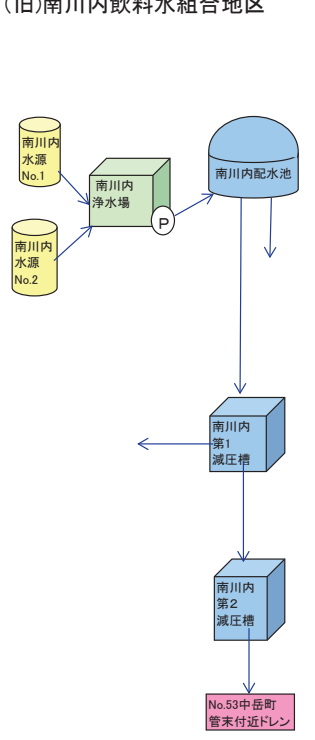 (旧)南川内飲料水組合地区
南川内
水源
No.1
南川内
浄水場
P
南川内配水池
南川内
水源
No.2
南川内
第1
減圧槽
南川内
第2
減圧槽
No.53中岳町
管末付近ドレン